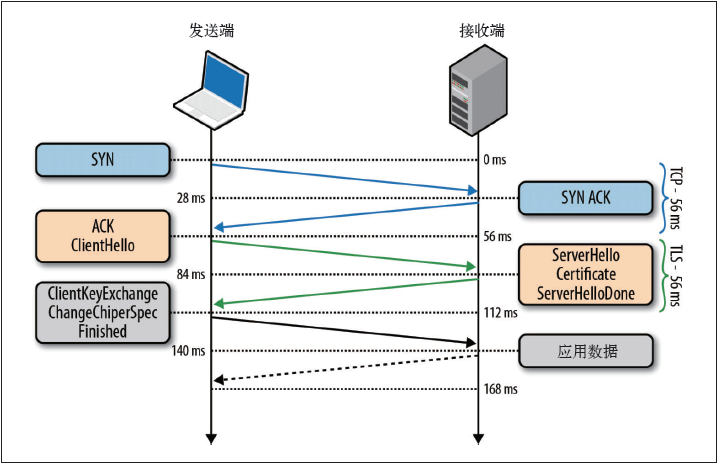 发送端
接收端
SYN
0 ms
TCP - 56 ms
28 ms
SYN ACK
ACK
ClientHello
56 ms
TLS - 56 ms
84 ms
ServerHello
Certificate
ServerHelloDone
ClientKeyExchange
ChangeChiperSpec
Finished
112 ms
140 ms
应用数据
168 ms